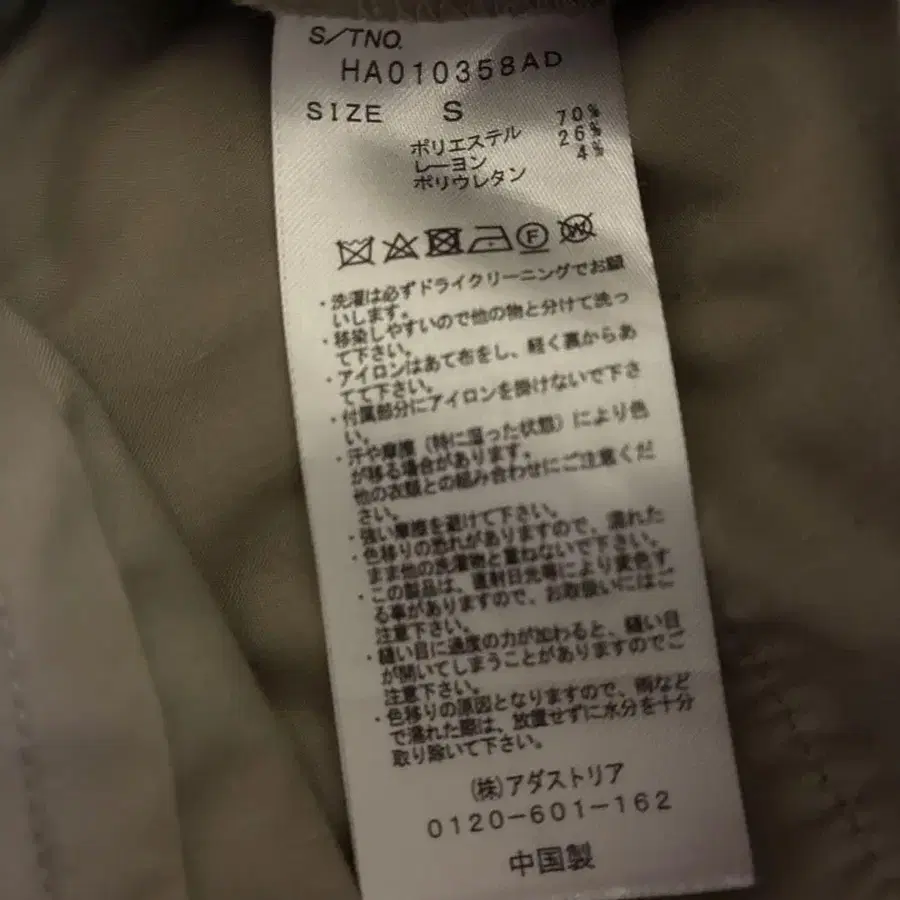 S/TNO.
HA010358AD
SIZE S
ポリエステル 70%
レーヨン 26%
ポリウレタン 4%
F W
・洗濯は必ずドライクリーニングでお願
いします。
・移染しやすいので他の物と分けて洗っ
て下さい。
・アイロンはあて布をし、軽く裏からあ
てて下さい。
・付属部分にアイロンを掛けないで下さ
い。
・汗や摩擦（特に湿った状態）により色
が移る場合があります。
他の衣類との組み合わせにご注意くだ
さい。
・強い摩擦を避けて下さい。
・色移りの恐れがありますので、濡れた
まま他の洗濯物と重ねないで下さい。
・この製品は、直射日光等により変色す
る事がありますので、お取扱いにはご
注意下さい。
・縫い目に過度の力が加わると、縫い目
が開いてしまうことがありますのでご
注意下さい。
・色移りの原因となりますので、雨など
で濡れた際は、放置せずに水分を十分
取り除いて下さい。
(株)アダストリア
0120-601-162
中国製